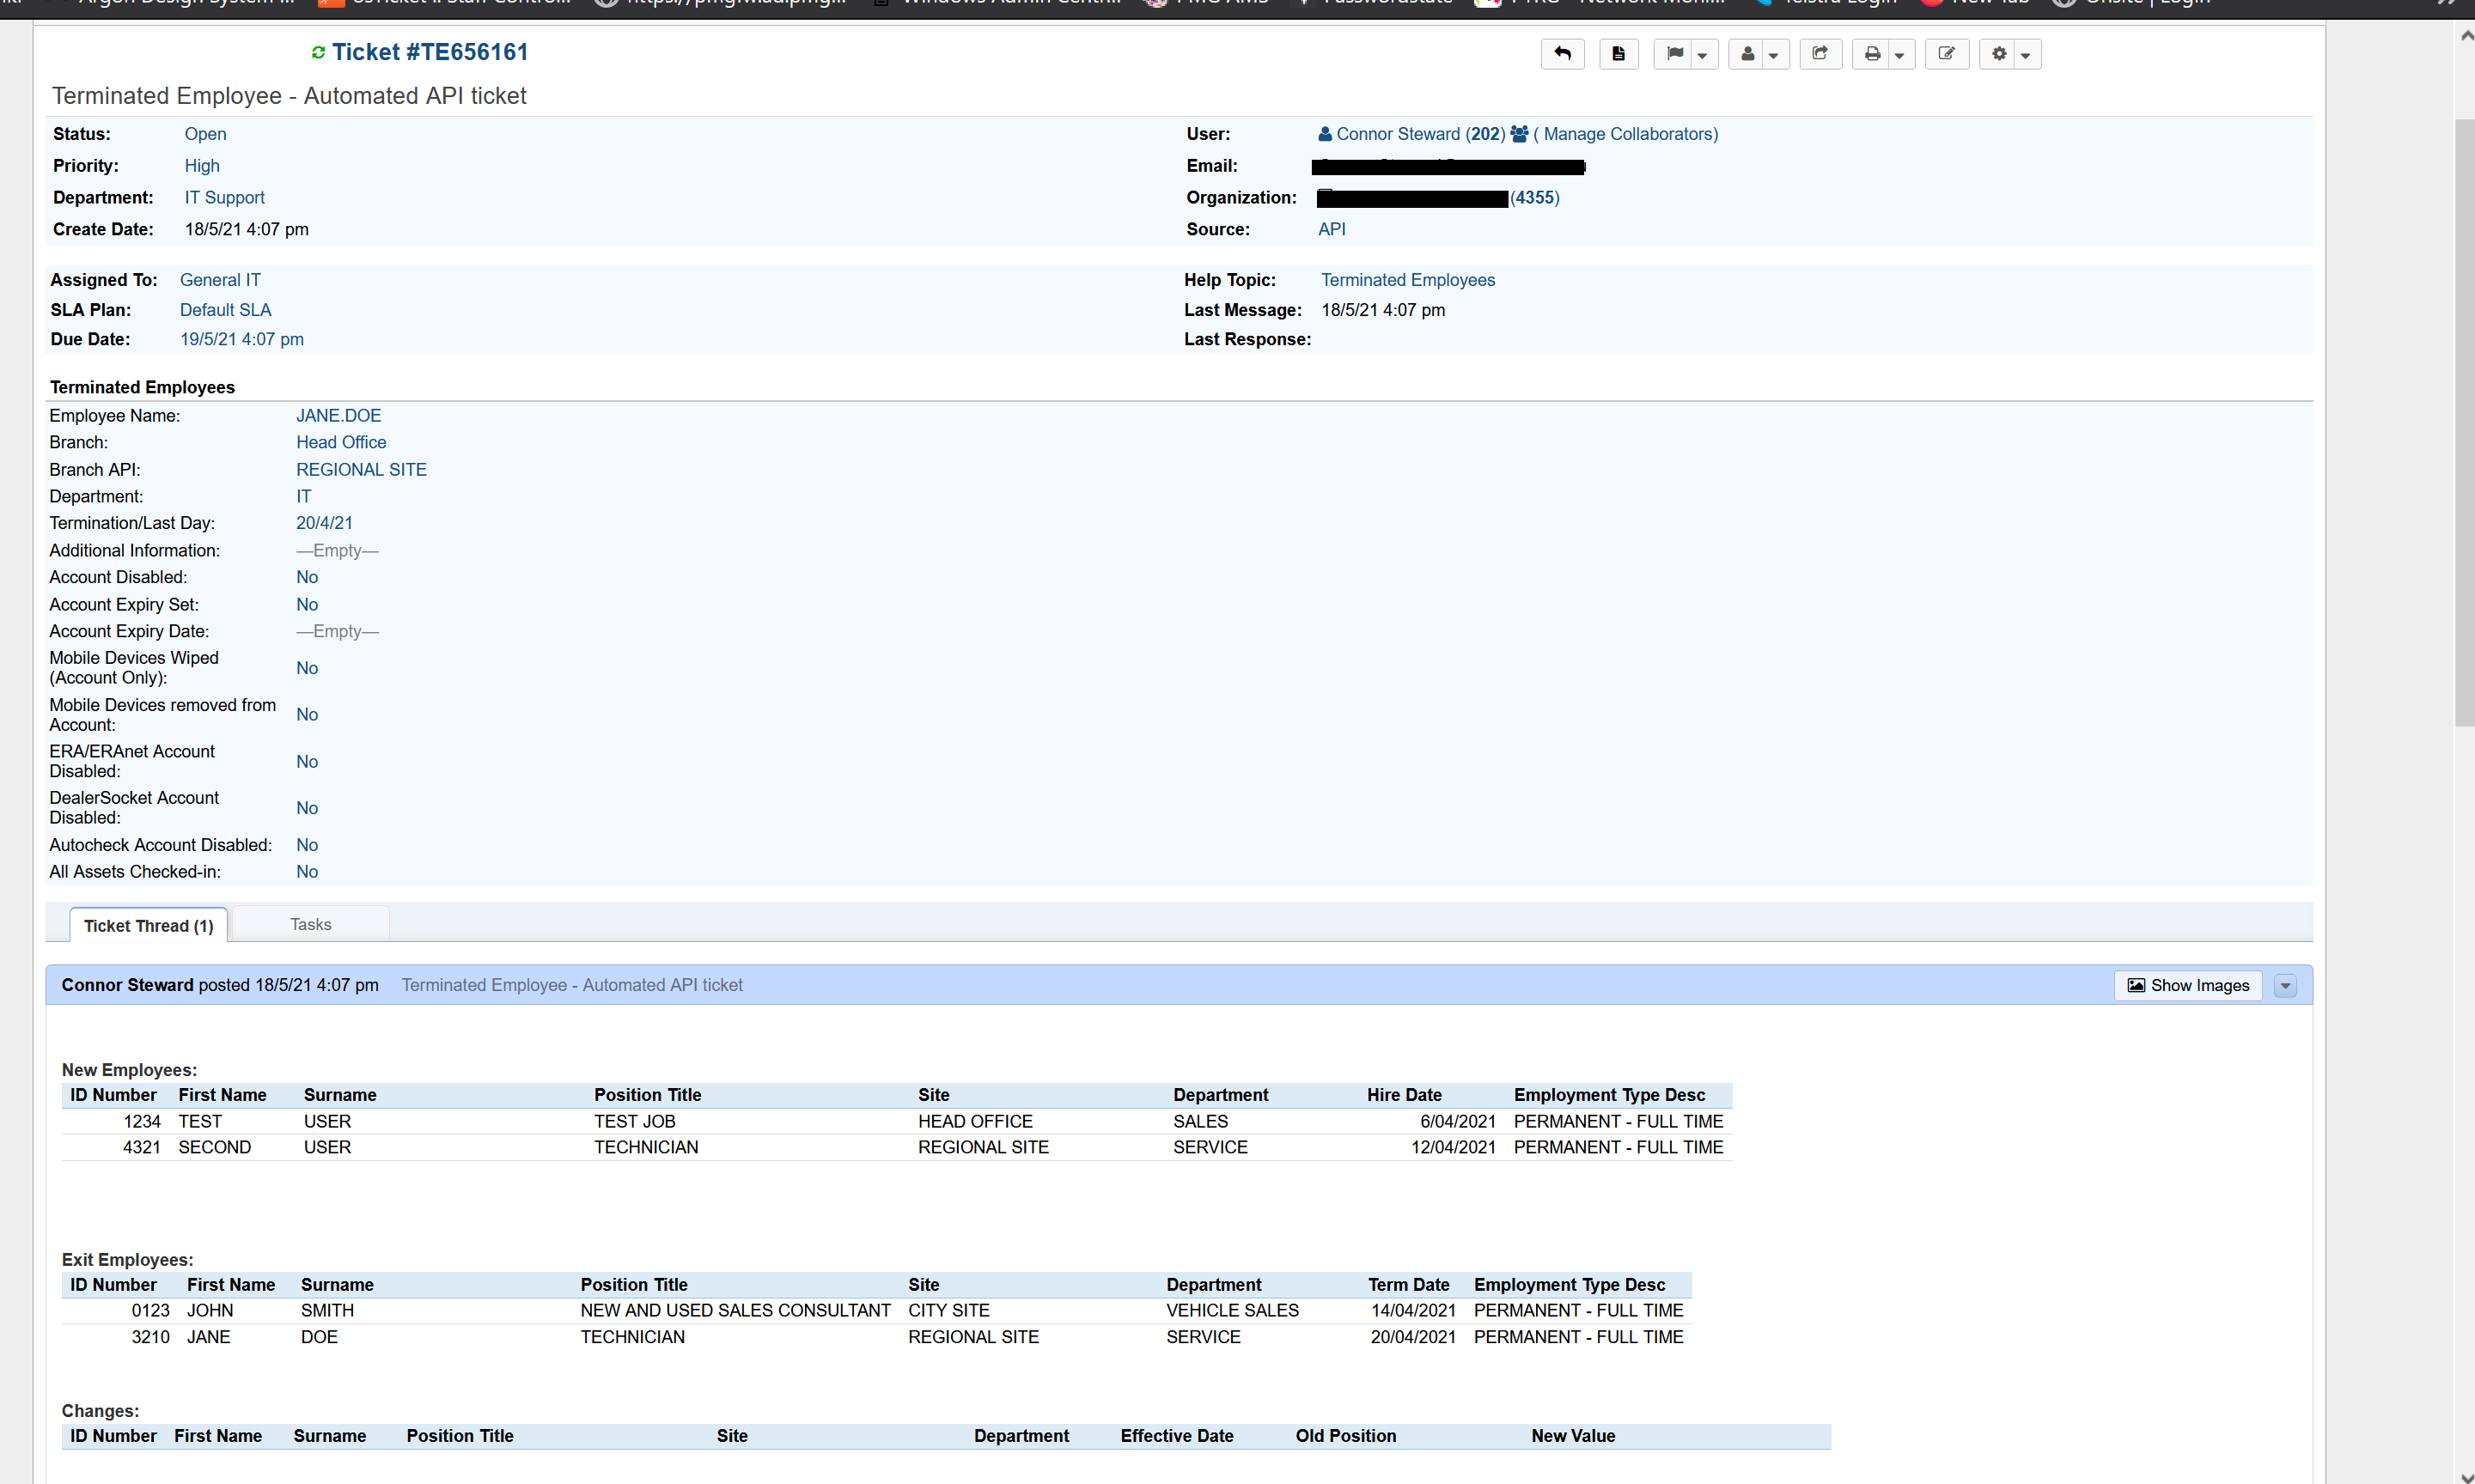 Ticket #TE656161
Terminated Employee - Automated API ticket
Status: Open
Priority: High
Department: IT Support
Create Date: 18/5/21 4:07 pm
User: Connor Steward (202) ( Manage Collaborators)
Email:
Organization: (4355)
Source: API
Assigned To: General IT
SLA Plan: Default SLA
Due Date: 19/5/21 4:07 pm
Help Topic: Terminated Employees
Last Message: 18/5/21 4:07 pm
Last Response:
Terminated Employees
Employee Name: JANE.DOE
Branch: Head Office
Branch API: REGIONAL SITE
Department: IT
Termination/Last Day: 20/4/21
Additional Information: —Empty—
Account Disabled: No
Account Expiry Set: No
Account Expiry Date: —Empty—
Mobile Devices Wiped
(Account Only): No
Mobile Devices removed from
Account: No
ERA/ERAnet Account
Disabled: No
DealerSocket Account
Disabled: No
Autocheck Account Disabled: No
All Assets Checked-in: No
Ticket Thread (1) Tasks
Connor Steward posted 18/5/21 4:07 pm Terminated Employee - Automated API ticket Show Images
New Employees:
ID Number First Name Surname Position Title Site Department Hire Date Employment Type Desc
1234 TEST USER TEST JOB HEAD OFFICE SALES 6/04/2021 PERMANENT - FULL TIME
4321 SECOND USER TECHNICIAN REGIONAL SITE SERVICE 12/04/2021 PERMANENT - FULL TIME
Exit Employees:
ID Number First Name Surname Position Title Site Department Term Date Employment Type Desc
0123 JOHN SMITH NEW AND USED SALES CONSULTANT CITY SITE VEHICLE SALES 14/04/2021 PERMANENT - FULL TIME
3210 JANE DOE TECHNICIAN REGIONAL SITE SERVICE 20/04/2021 PERMANENT - FULL TIME
Changes:
ID Number First Name Surname Position Title Site Department Effective Date Old Position New Value